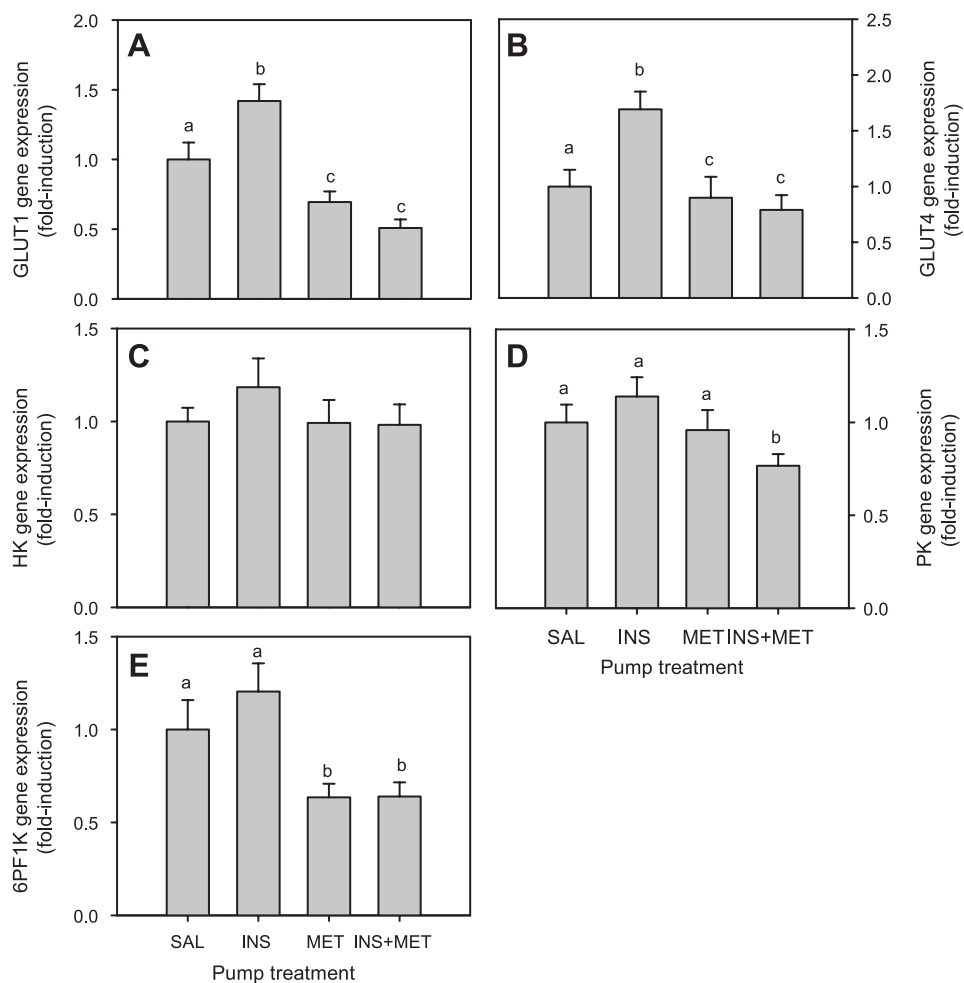 A
GLUT1 gene expression
(fold-induction)
2.0
1.5
1.0
0.5
0.0
a
b
c
c
B
GLUT4 gene expression
(fold-induction)
2.5
2.0
1.5
1.0
0.5
0.0
a
b
c
c
C
HK gene expression
(fold-induction)
1.5
1.0
0.5
0.0
D
PK gene expression
(fold-induction)
1.5
1.0
0.5
0.0
a
a
a
b
SAL INS MET INS+MET
Pump treatment
E
6PF1K gene expression
(fold-induction)
1.5
1.0
0.5
0.0
a
a
b
b
SAL INS MET INS+MET
Pump treatment